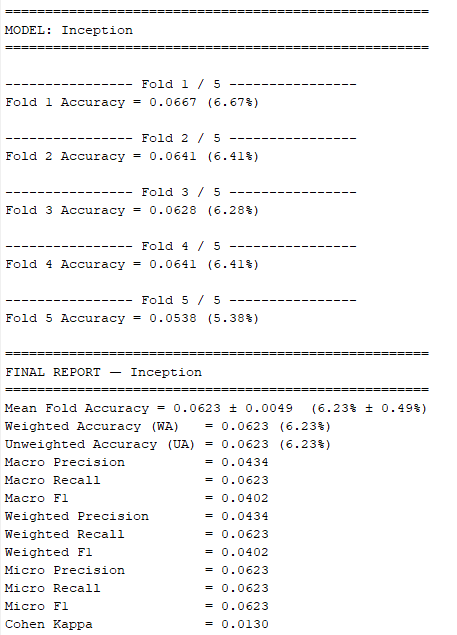 =====================================================
MODEL: Inception
=====================================================
---------------- Fold 1 / 5 ----------------
Fold 1 Accuracy = 0.0667 (6.67%)
---------------- Fold 2 / 5 ----------------
Fold 2 Accuracy = 0.0641 (6.41%)
---------------- Fold 3 / 5 ----------------
Fold 3 Accuracy = 0.0628 (6.28%)
---------------- Fold 4 / 5 ----------------
Fold 4 Accuracy = 0.0641 (6.41%)
---------------- Fold 5 / 5 ----------------
Fold 5 Accuracy = 0.0538 (5.38%)
=====================================================
FINAL REPORT — Inception
=====================================================
Mean Fold Accuracy = 0.0623 ± 0.0049  (6.23% ± 0.49%)
Weighted Accuracy (WA)   = 0.0623 (6.23%)
Unweighted Accuracy (UA) = 0.0623 (6.23%)
Macro Precision          = 0.0434
Macro Recall             = 0.0623
Macro F1                 = 0.0402
Weighted Precision       = 0.0434
Weighted Recall          = 0.0623
Weighted F1              = 0.0402
Micro Precision          = 0.0623
Micro Recall             = 0.0623
Micro F1                 = 0.0623
Cohen Kappa              = 0.0130